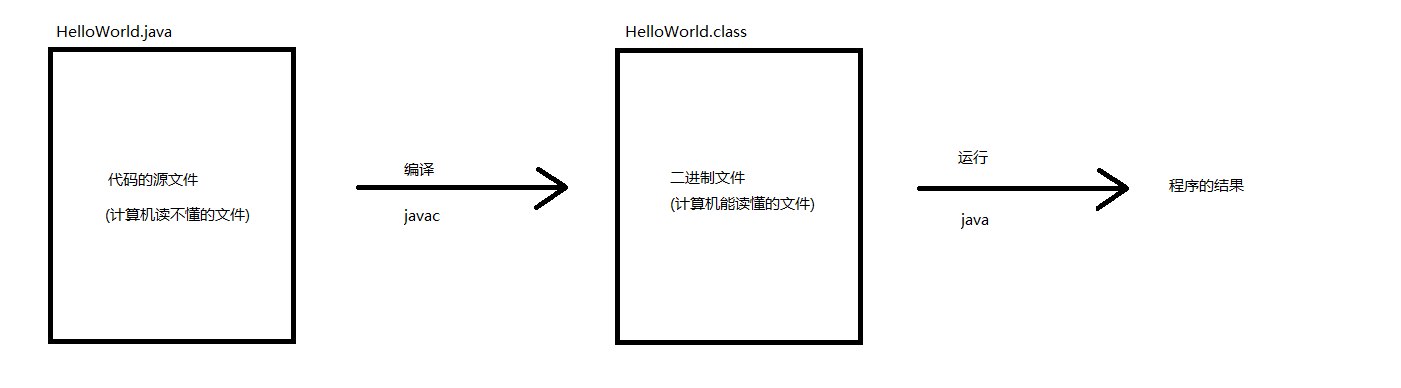 HelloWorld.java
代码的源文件
(计算机读不懂的文件)
编译
javac
HelloWorld.class
二进制文件
(计算机能读懂的文件)
运行
java
程序的结果